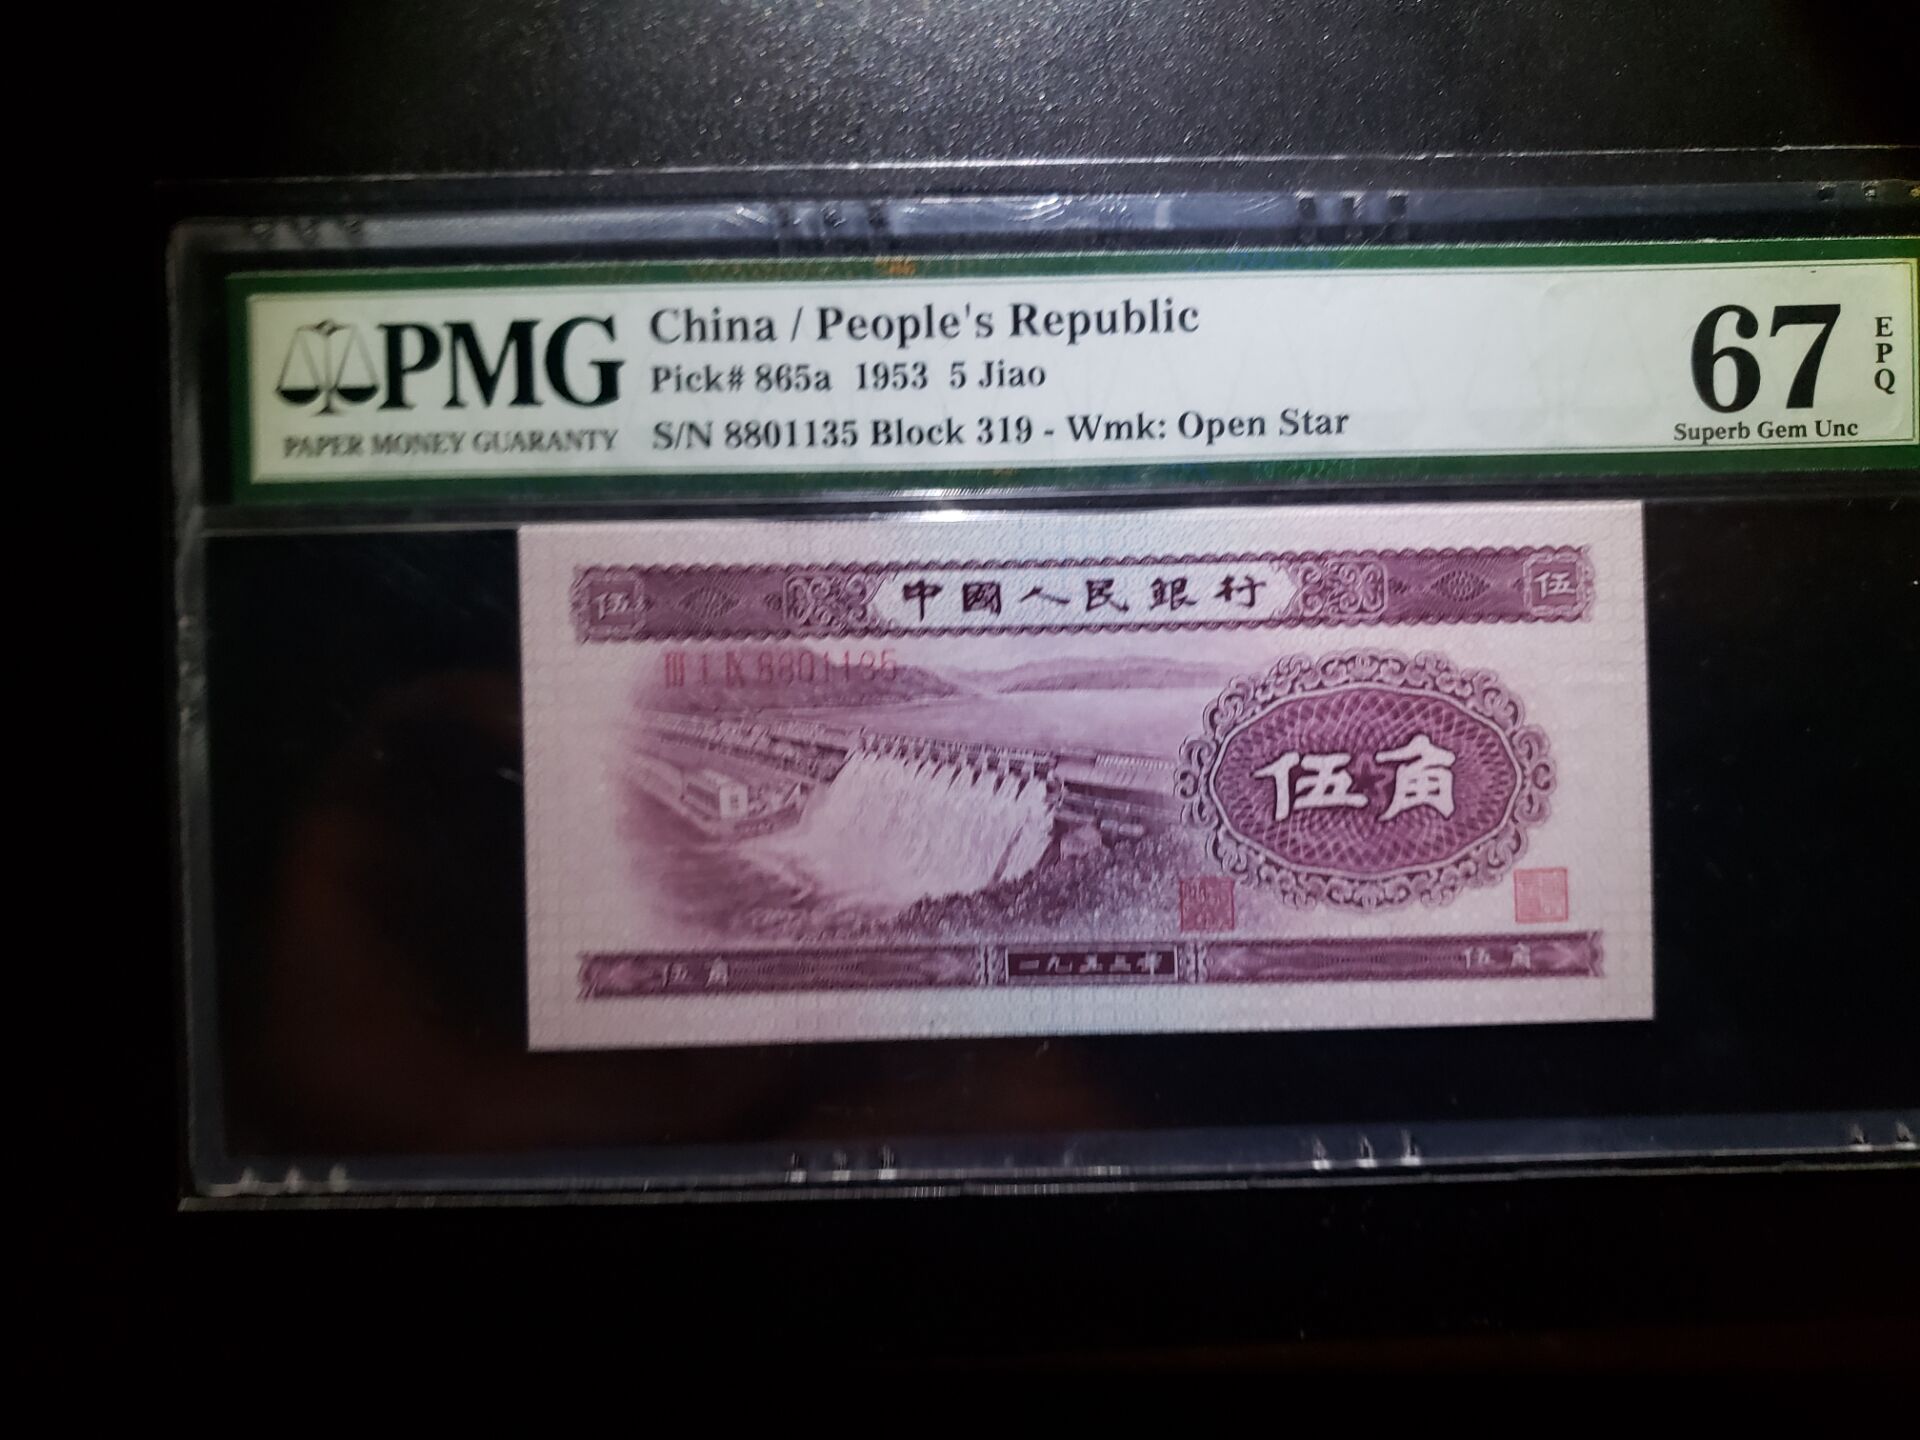 PMG
PAPER MONEY GUARANTY
China / People's Republic
Pick# 865a 1953 5 Jiao
S/N 8801135 Block 319 - Wmk: Open Star
67
EPQ
Superb Gem Unc
伍 中國人民銀行 伍
III I IX 8801135
伍角
伍角 一九五三年 伍角